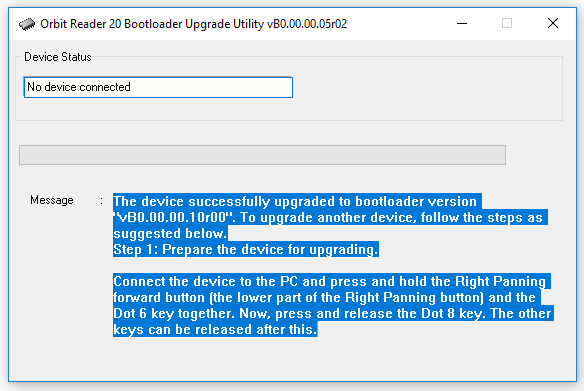 Orbit Reader 20 Bootloader Upgrade Utility vB0.00.00.05r02
Device Status
No device connected
Message :
The device successfully upgraded to bootloader version
"vB0.00.00.10r00". To upgrade another device, follow the steps as
suggested below.
Step 1: Prepare the device for upgrading.
Connect the device to the PC and press and hold the Right Panning
forward button (the lower part of the Right Panning button) and the
Dot 6 key together. Now, press and release the Dot 8 key. The other
keys can be released after this.